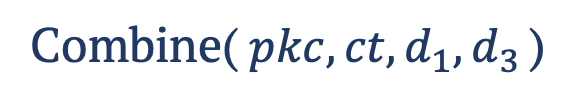 Combine( pkc, ct, d₁, d₃ )